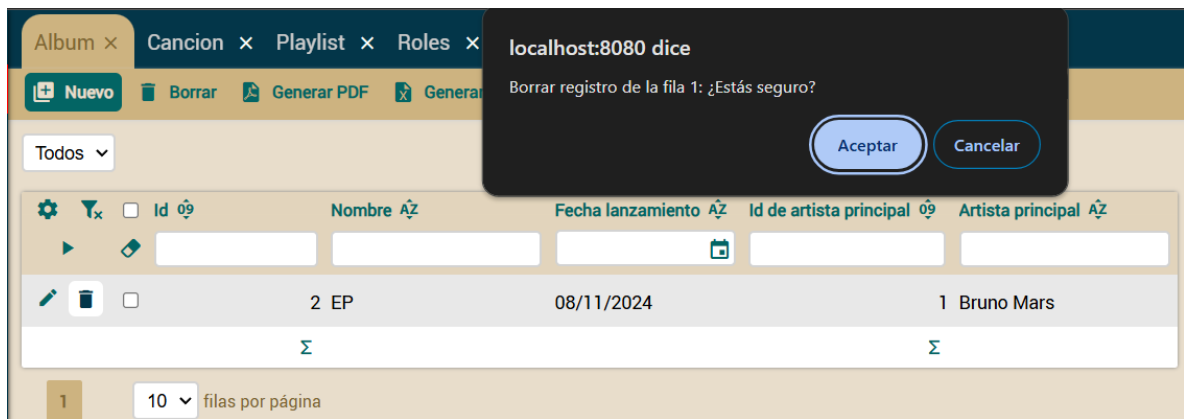 Album × Cancion × Playlist × Roles ×
localhost:8080 dice
Borrar registro de la fila 1: ¿Estás seguro?
Aceptar Cancelar
Nuevo Borrar Generar PDF
Todos
Id Nombre Fecha lanzamiento Id de artista principal Artista principal
2 EP 08/11/2024 1 Bruno Mars
Σ Σ
1 10 filas por página